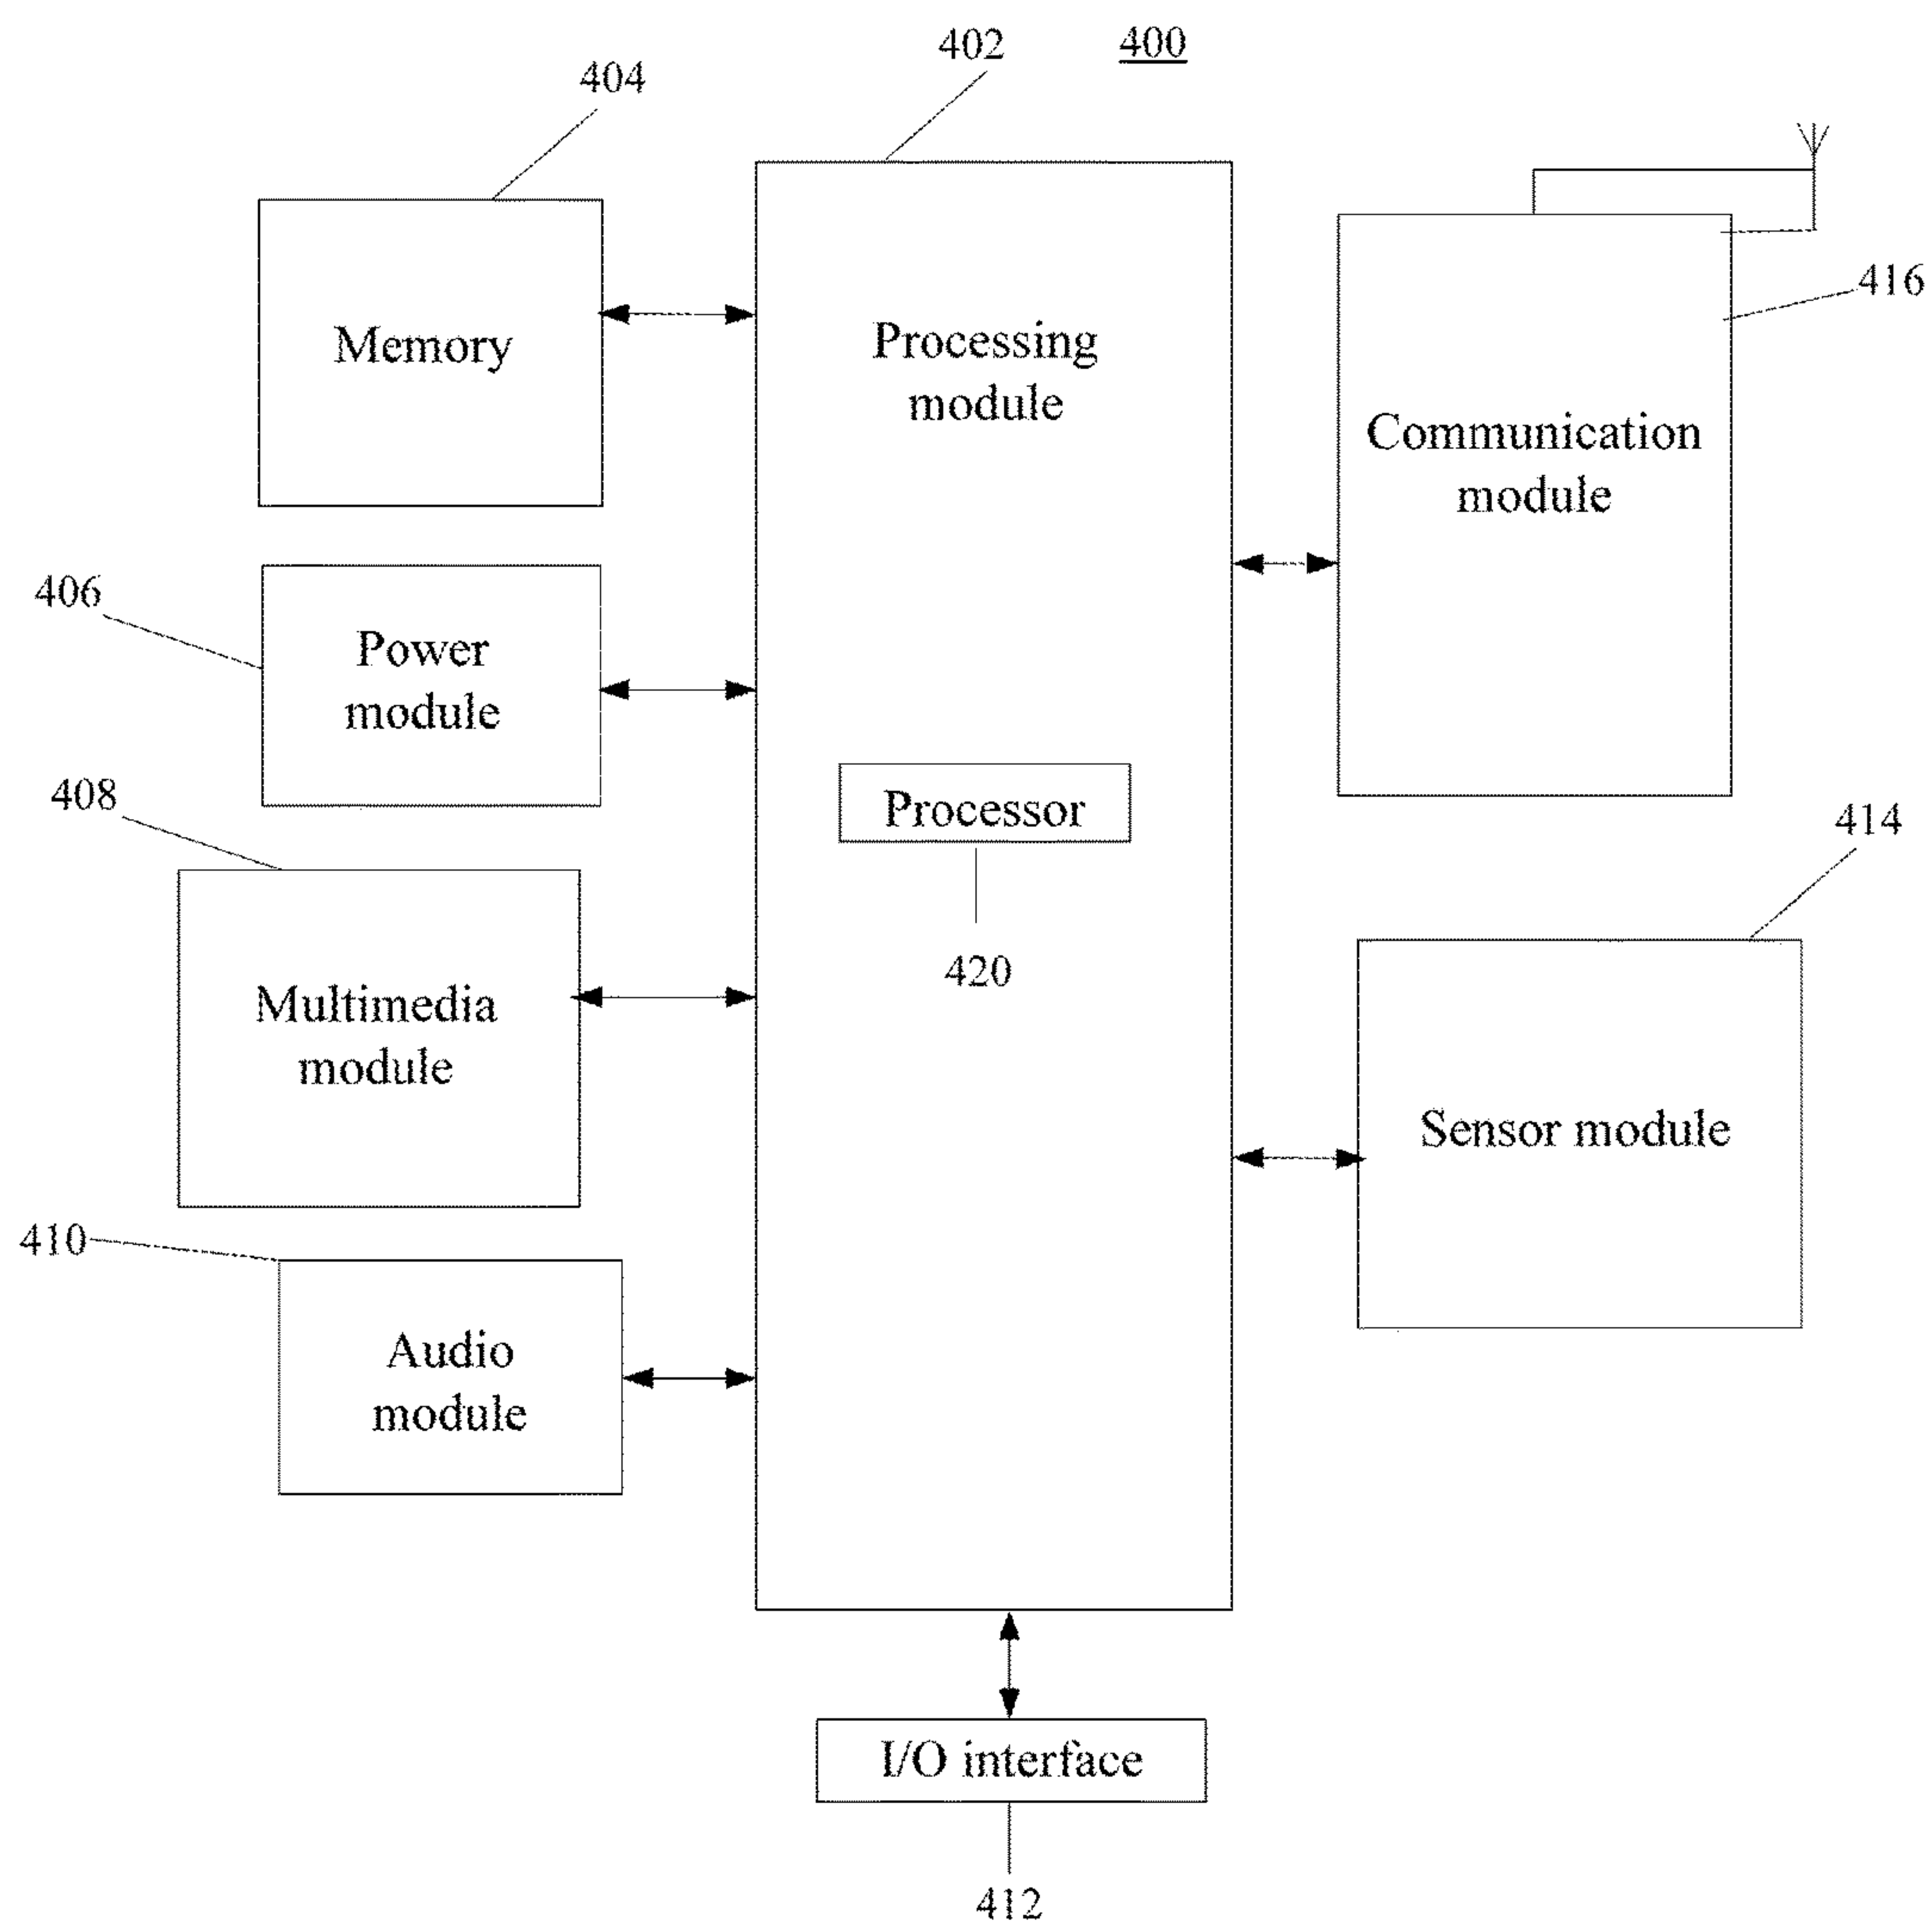 402
400
404
Memory
Processing
module
416
Communication
module
406
Power
module
408
Processor
414
420
Multimedia
module
Sensor module
410
Audio
module
I/O interface
412